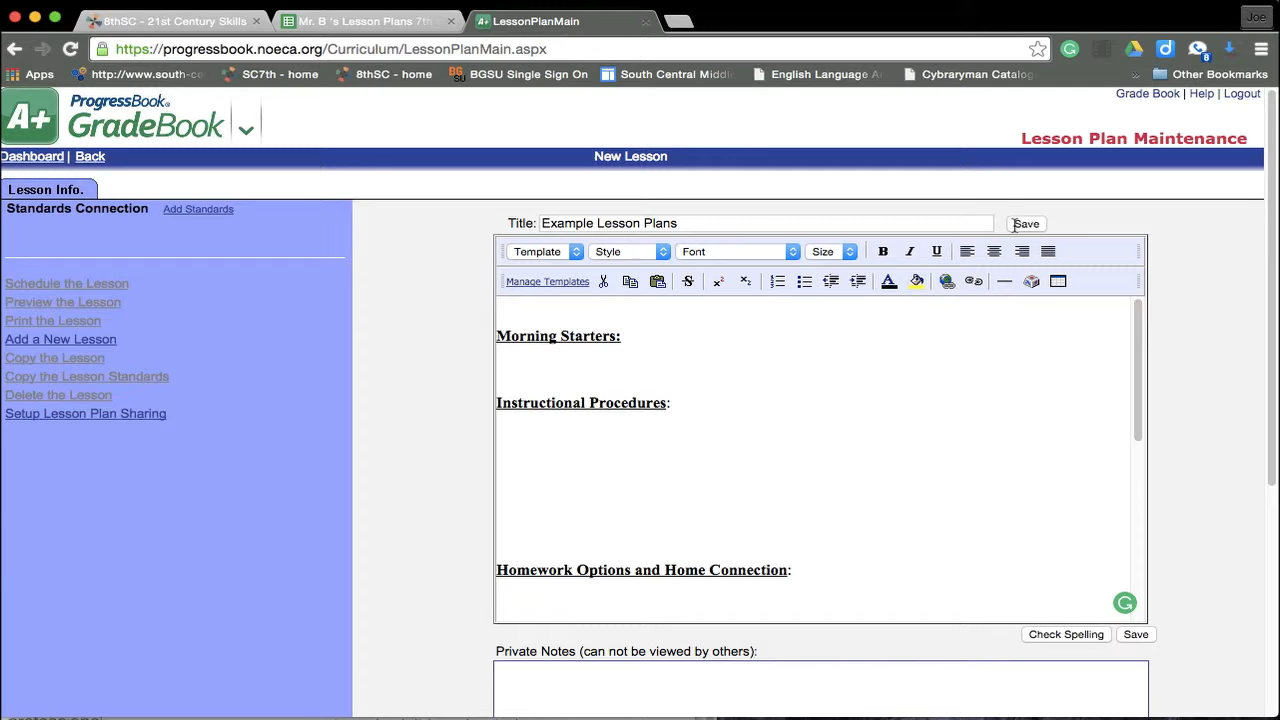 8thSC - 21st Century Skills
Mr. B 's Lesson Plans 7th
LessonPlanMain
Joe
https://progressbook.noeca.org/Curriculum/LessonPlanMain.aspx
Apps
http://www.south-ce
SC7th - home
8thSC - home
BGSU Single Sign On
South Central Middl
English Language A
Cybraryman Catalog
»
Other Bookmarks
8
A+
ProgressBook®
GradeBook
Grade Book | Help | Logout
Lesson Plan Maintenance
Dashboard | Back
New Lesson
Lesson Info.
Standards Connection
Add Standards
Schedule the Lesson
Preview the Lesson
Print the Lesson
Add a New Lesson
Copy the Lesson
Copy the Lesson Standards
Delete the Lesson
Setup Lesson Plan Sharing
Title: Example Lesson Plans
Save
Template
Style
Font
Size
B I U
Manage Templates
Morning Starters:
Instructional Procedures:
Homework Options and Home Connection:
Check Spelling
Save
Private Notes (can not be viewed by others):